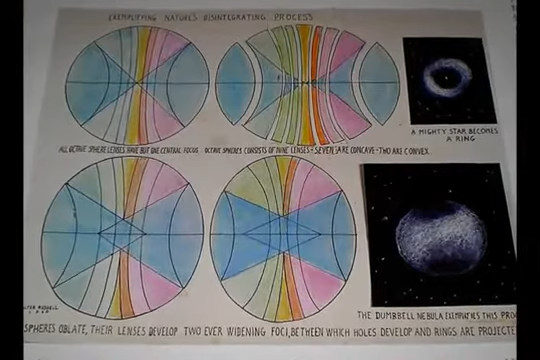 EXEMPLIFYING NATURES DISINTEGRATING PROCESS
A MIGHTY STAR BECOMES
A RING
ALL OCTAVE SPHERE LENSES HAVE BUT ONE CENTRAL FOCUS - OCTAVE SPHERES CONSISTS OF NINE LENSES - SEVEN ARE CONCAVE - TWO ARE CONVEX.
RUSSELL
THE DUMBBELL NEBULA EXEMPLIFIES THIS PRO
SPHERES OBLATE, THEIR LENSES DEVELOP TWO EVER WIDENING FOCI, BETWEEN WHICH HOLES DEVELOP AND RINGS ARE PROJECTE